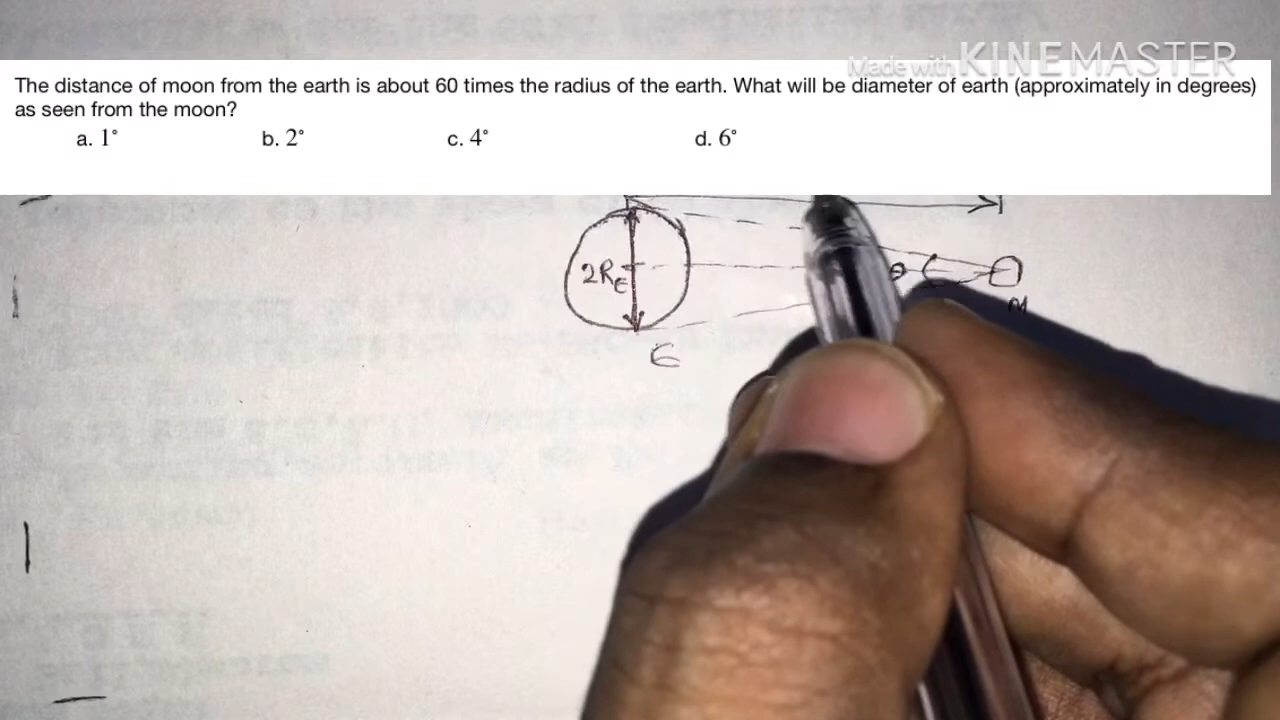 Made with KINEMASTER
The distance of moon from the earth is about 60 times the radius of the earth. What will be diameter of earth (approximately in degrees)
as seen from the moon?
a. 1° b. 2° c. 4° d. 6°
2R_E θ
M
E